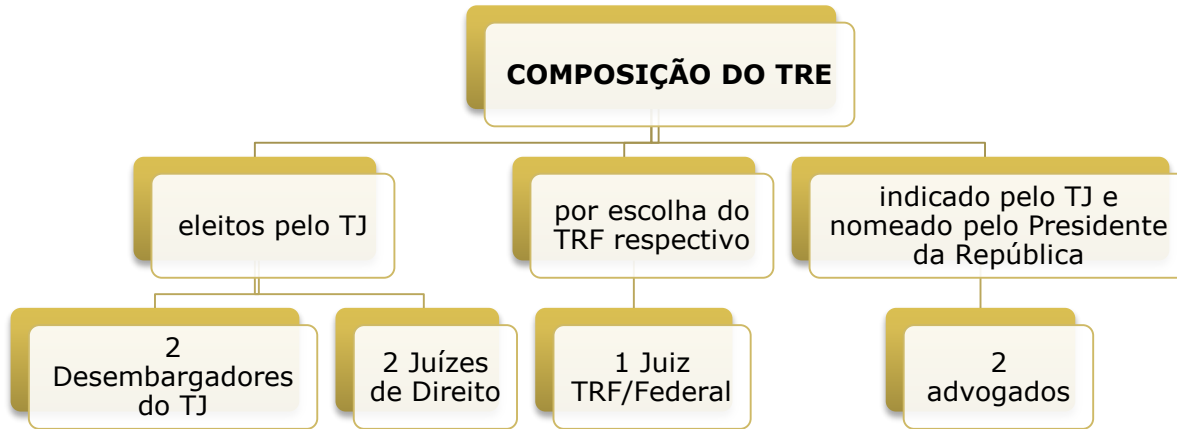 COMPOSIÇÃO DO TRE
eleitos pelo TJ
por escolha do
TRF respectivo
indicado pelo TJ e
nomeado pelo Presidente
da República
2
Desembargadores
do TJ
2 Juízes
de Direito
1 Juiz
TRF/Federal
2
advogados